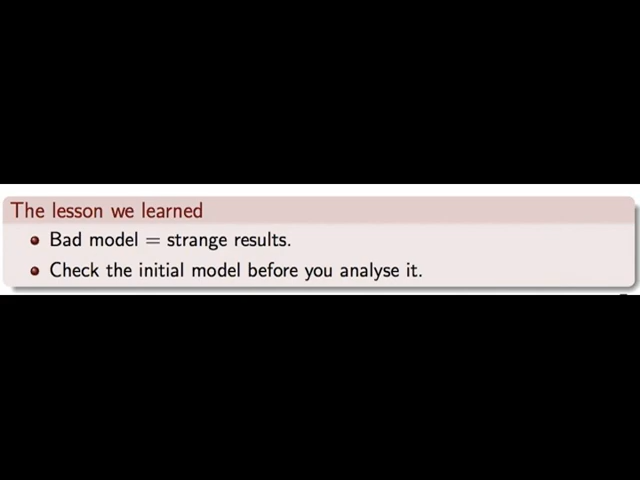 The lesson we learned
Bad model = strange results.
Check the initial model before you analyse it.